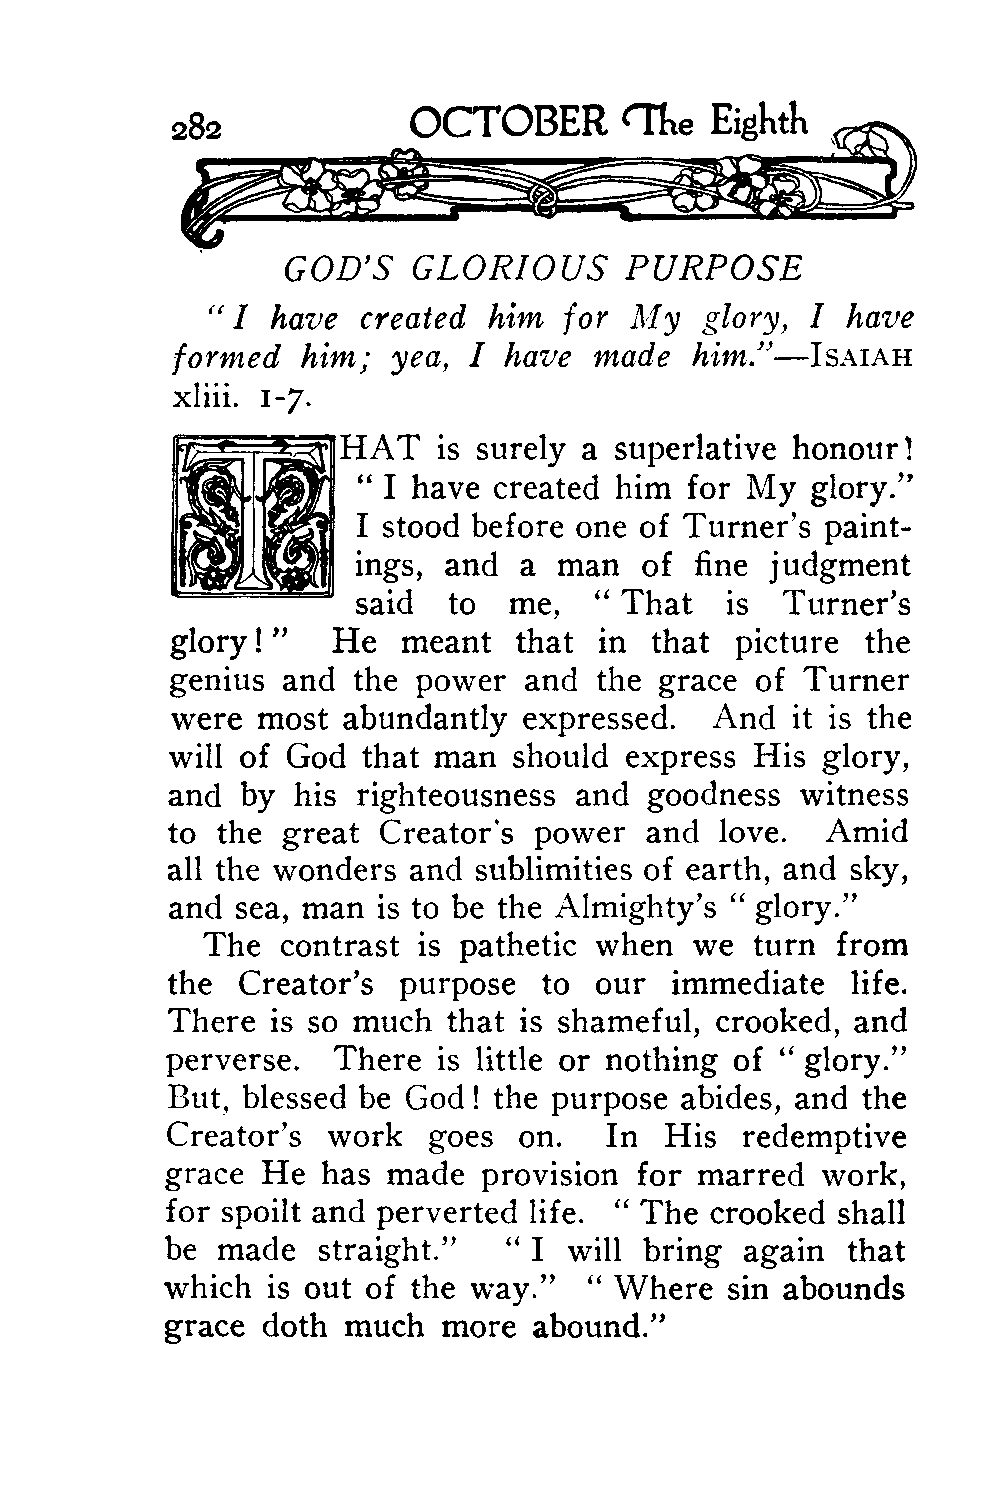 282 OCTOBER The Eighth
GOD'S GLORIOUS PURPOSE
"I have created him for My glory, I have
formed him; yea, I have made him."—ISAIAH
xliii. 1-7.
THAT is surely a superlative honour!
"I have created him for My glory."
I stood before one of Turner's paint-
ings, and a man of fine judgment
said to me, "That is Turner's
glory!" He meant that in that picture the
genius and the power and the grace of Turner
were most abundantly expressed. And it is the
will of God that man should express His glory,
and by his righteousness and goodness witness
to the great Creator's power and love. Amid
all the wonders and sublimities of earth, and sky,
and sea, man is to be the Almighty's "glory."
The contrast is pathetic when we turn from
the Creator's purpose to our immediate life.
There is so much that is shameful, crooked, and
perverse. There is little or nothing of "glory."
But, blessed be God! the purpose abides, and the
Creator's work goes on. In His redemptive
grace He has made provision for marred work,
for spoilt and perverted life. "The crooked shall
be made straight." "I will bring again that
which is out of the way." "Where sin abounds
grace doth much more abound."